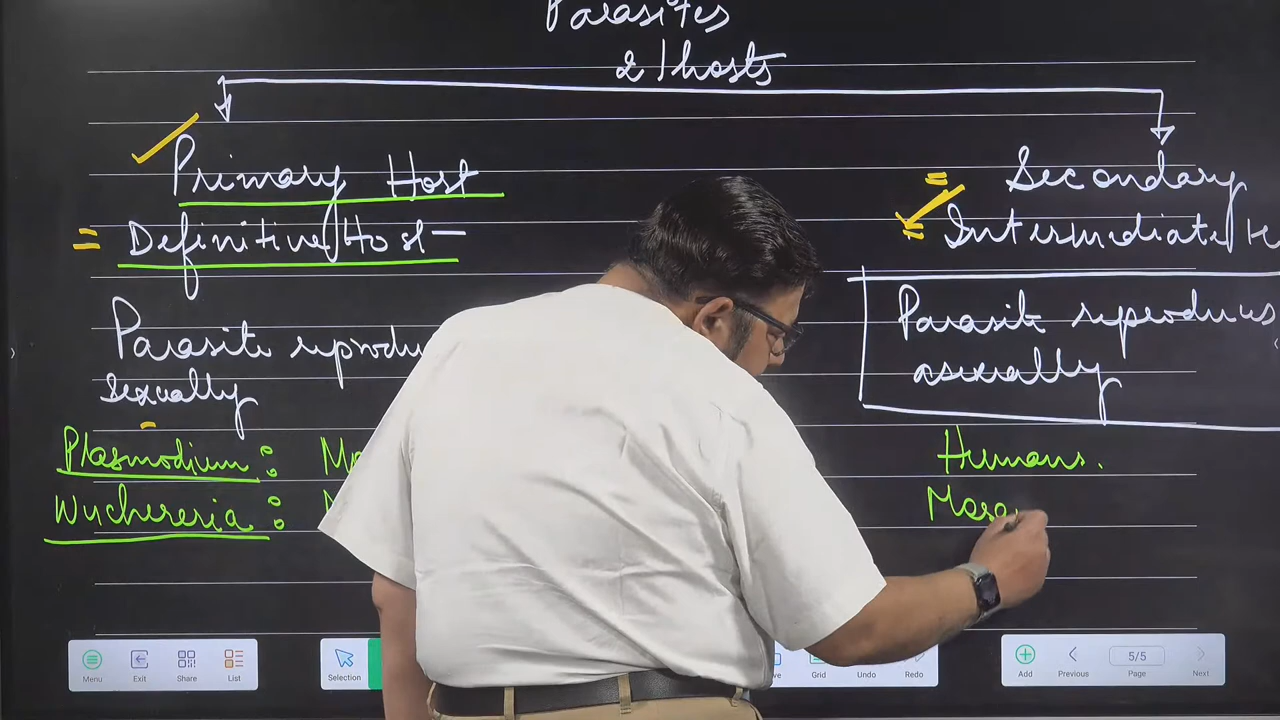 Parasites
& hosts
Primary Host
= Definitive Host –
Parasite reprodu
sexually
Plasmodium :
Wuchereria :
= Secondary
= Intermediate H
Parasite reproduces
asexually
Humans.
Mosq
Menu
Exit
Share
List
Selection
Grid
Undo
Redo
Add
Previous
5/5
Page
Next